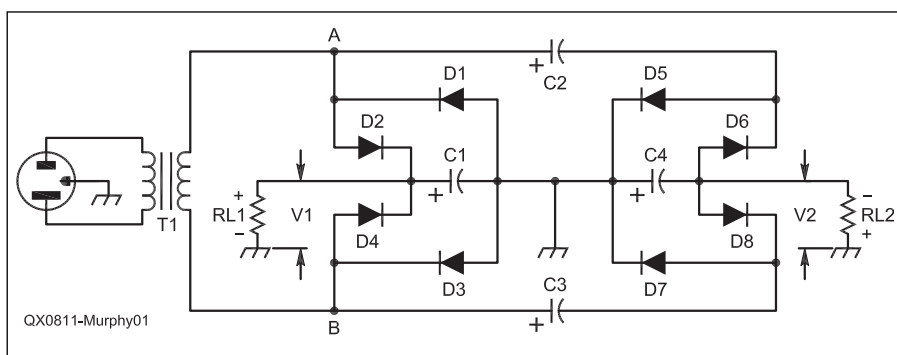 A
C2
+
D1
D5
D2
D6
C1
C4
+
+
+
RL1
−
V1
T1
D4
−
V2
RL2
+
D8
D3
D7
C3
+
B
QX0811-Murphy01